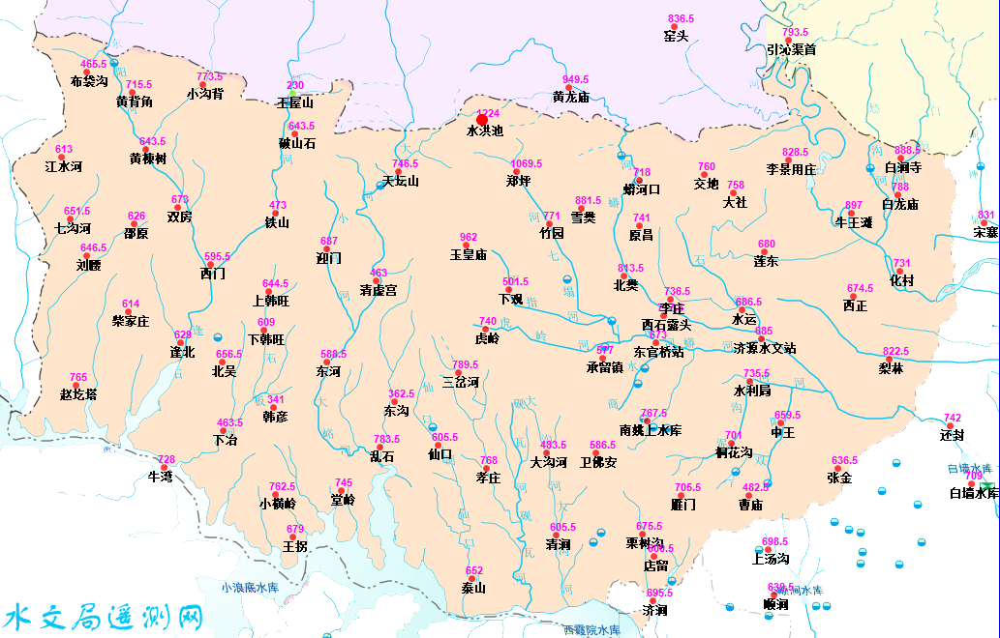 836.5
窑头
793.5
引沁渠首
465.5
布袋沟
715.5
黄背角
773.5
小沟背
230
王屋山
949.5
黄龙庙
1224
水洪池
643.5
破山石
613
江水河
643.5
黄楝树
746.5
天坛山
1069.5
郑坪
718
蟒河口
760
交地
758
大社
828.5
李景用庄
888.5
白涧寺
788
白龙庙
651.5
七沟河
626
邵原
673
双房
473
铁山
881.5
雪樊
771
竹园
741
原昌
897
牛王滩
831
宋寨
646.5
刘腰
595.5
西门
687
迎门
962
玉皇庙
680
莲东
731
化村
644.5
上韩旺
463
清虚宫
501.5
下观
813.5
北樊
674.5
西正
614
柴家庄
609
下韩旺
736.5
李庄
西石露头
686.5
水运
629
逢北
740
虎岭
673
东官桥站
685
济源水文站
656.5
北吴
588.5
东河
577
承留镇
822.5
梨林
765
赵圪塔
789.5
三岔河
735.5
水利局
341
韩彦
362.5
东沟
767.5
南姚上水库
659.5
中王
742
还封
463.5
下冶
783.5
乱石
605.5
仙口
483.5
大沟河
586.5
卫佛安
701
桐花沟
728
牛湾
768
孝庄
636.5
张金
白墙水库
709
白墙水库
762.5
小横岭
745
堂岭
705.5
雁门
482.5
曹庙
679
王拐
605.5
清涧
675.5
栗树沟
店留
698.5
上汤沟
652
泰山
695.5
济涧
顺涧
小浪底水库
西霞院水库
水文局遥测网